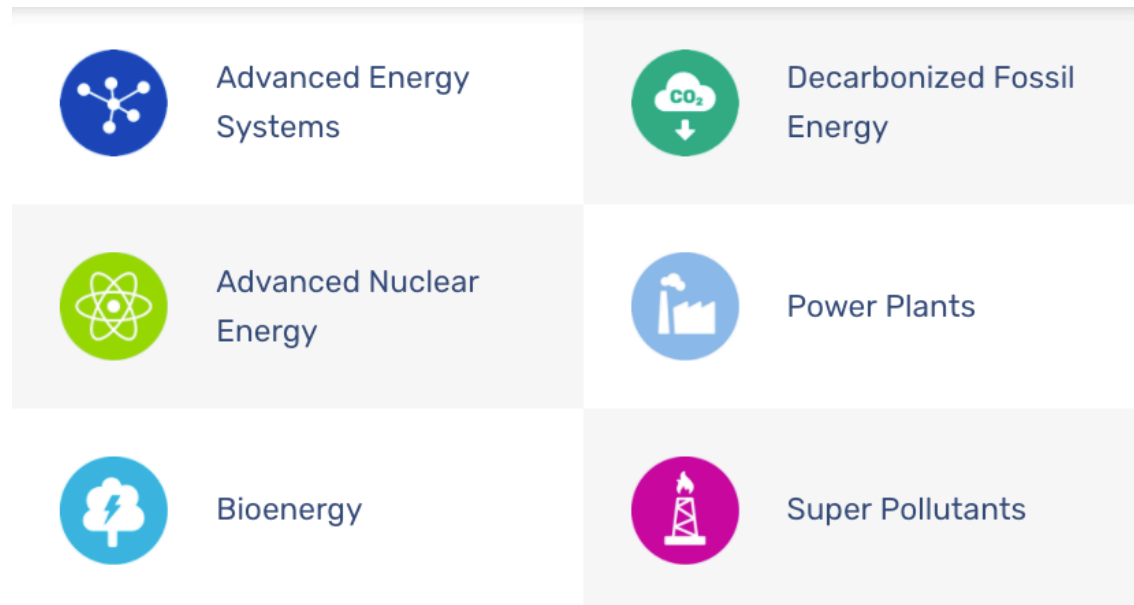 Advanced Energy
Systems
CO₂
Decarbonized Fossil
Energy
Advanced Nuclear
Energy
Power Plants
Bioenergy
Super Pollutants